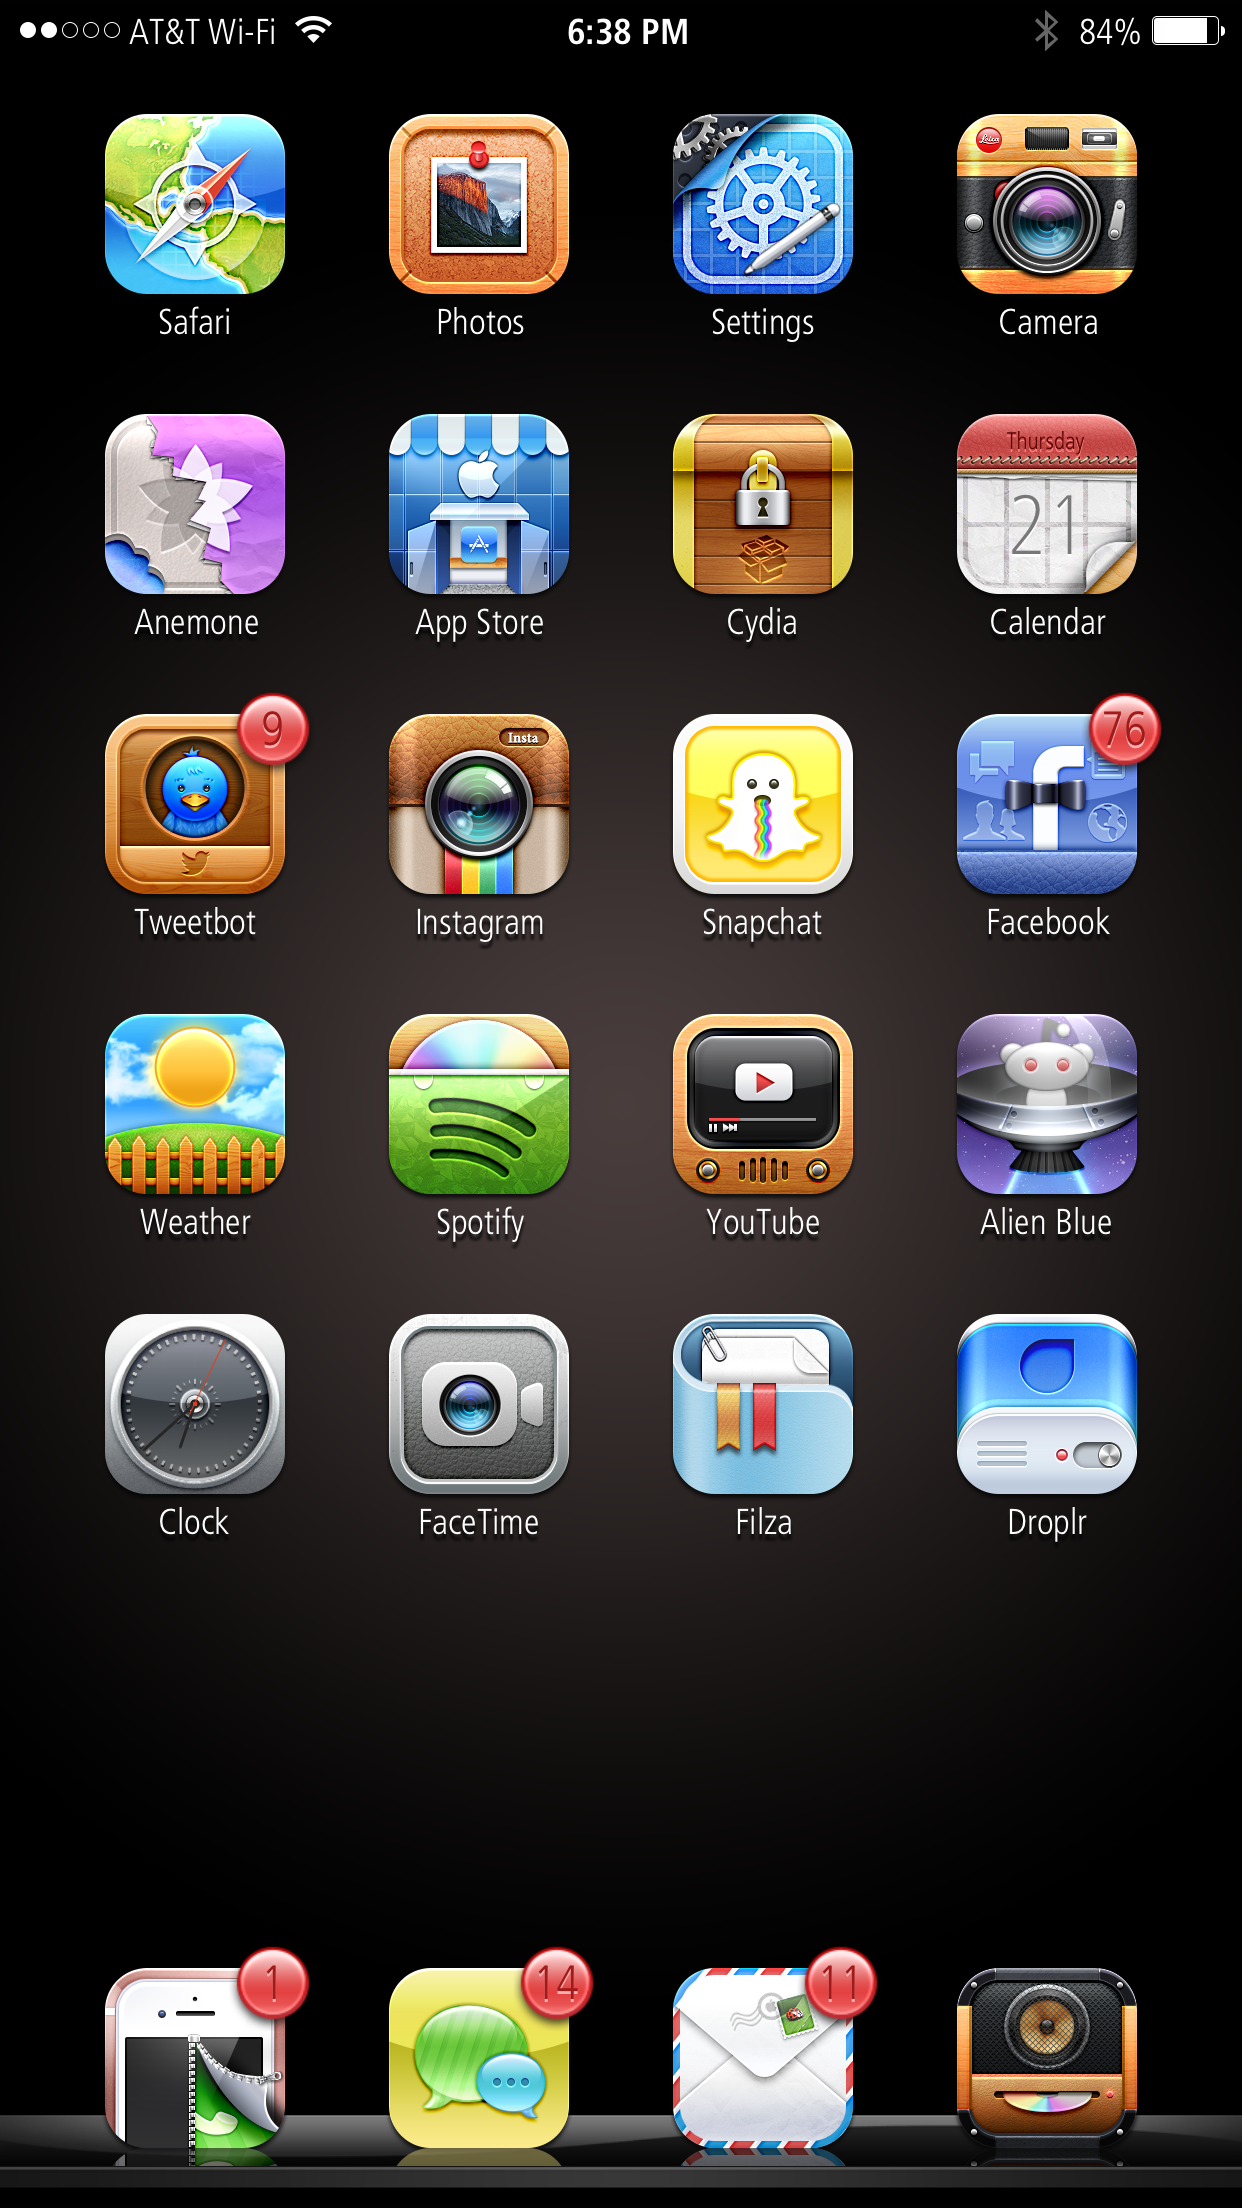 AT&T Wi-Fi 6:38 PM 84%
Leica
Safari Photos Settings Camera
Thursday
21
Anemone App Store Cydia Calendar
9 76
Insta
Tweetbot Instagram Snapchat Facebook
Weather Spotify YouTube Alien Blue
Clock FaceTime Filza Droplr
1 14 11